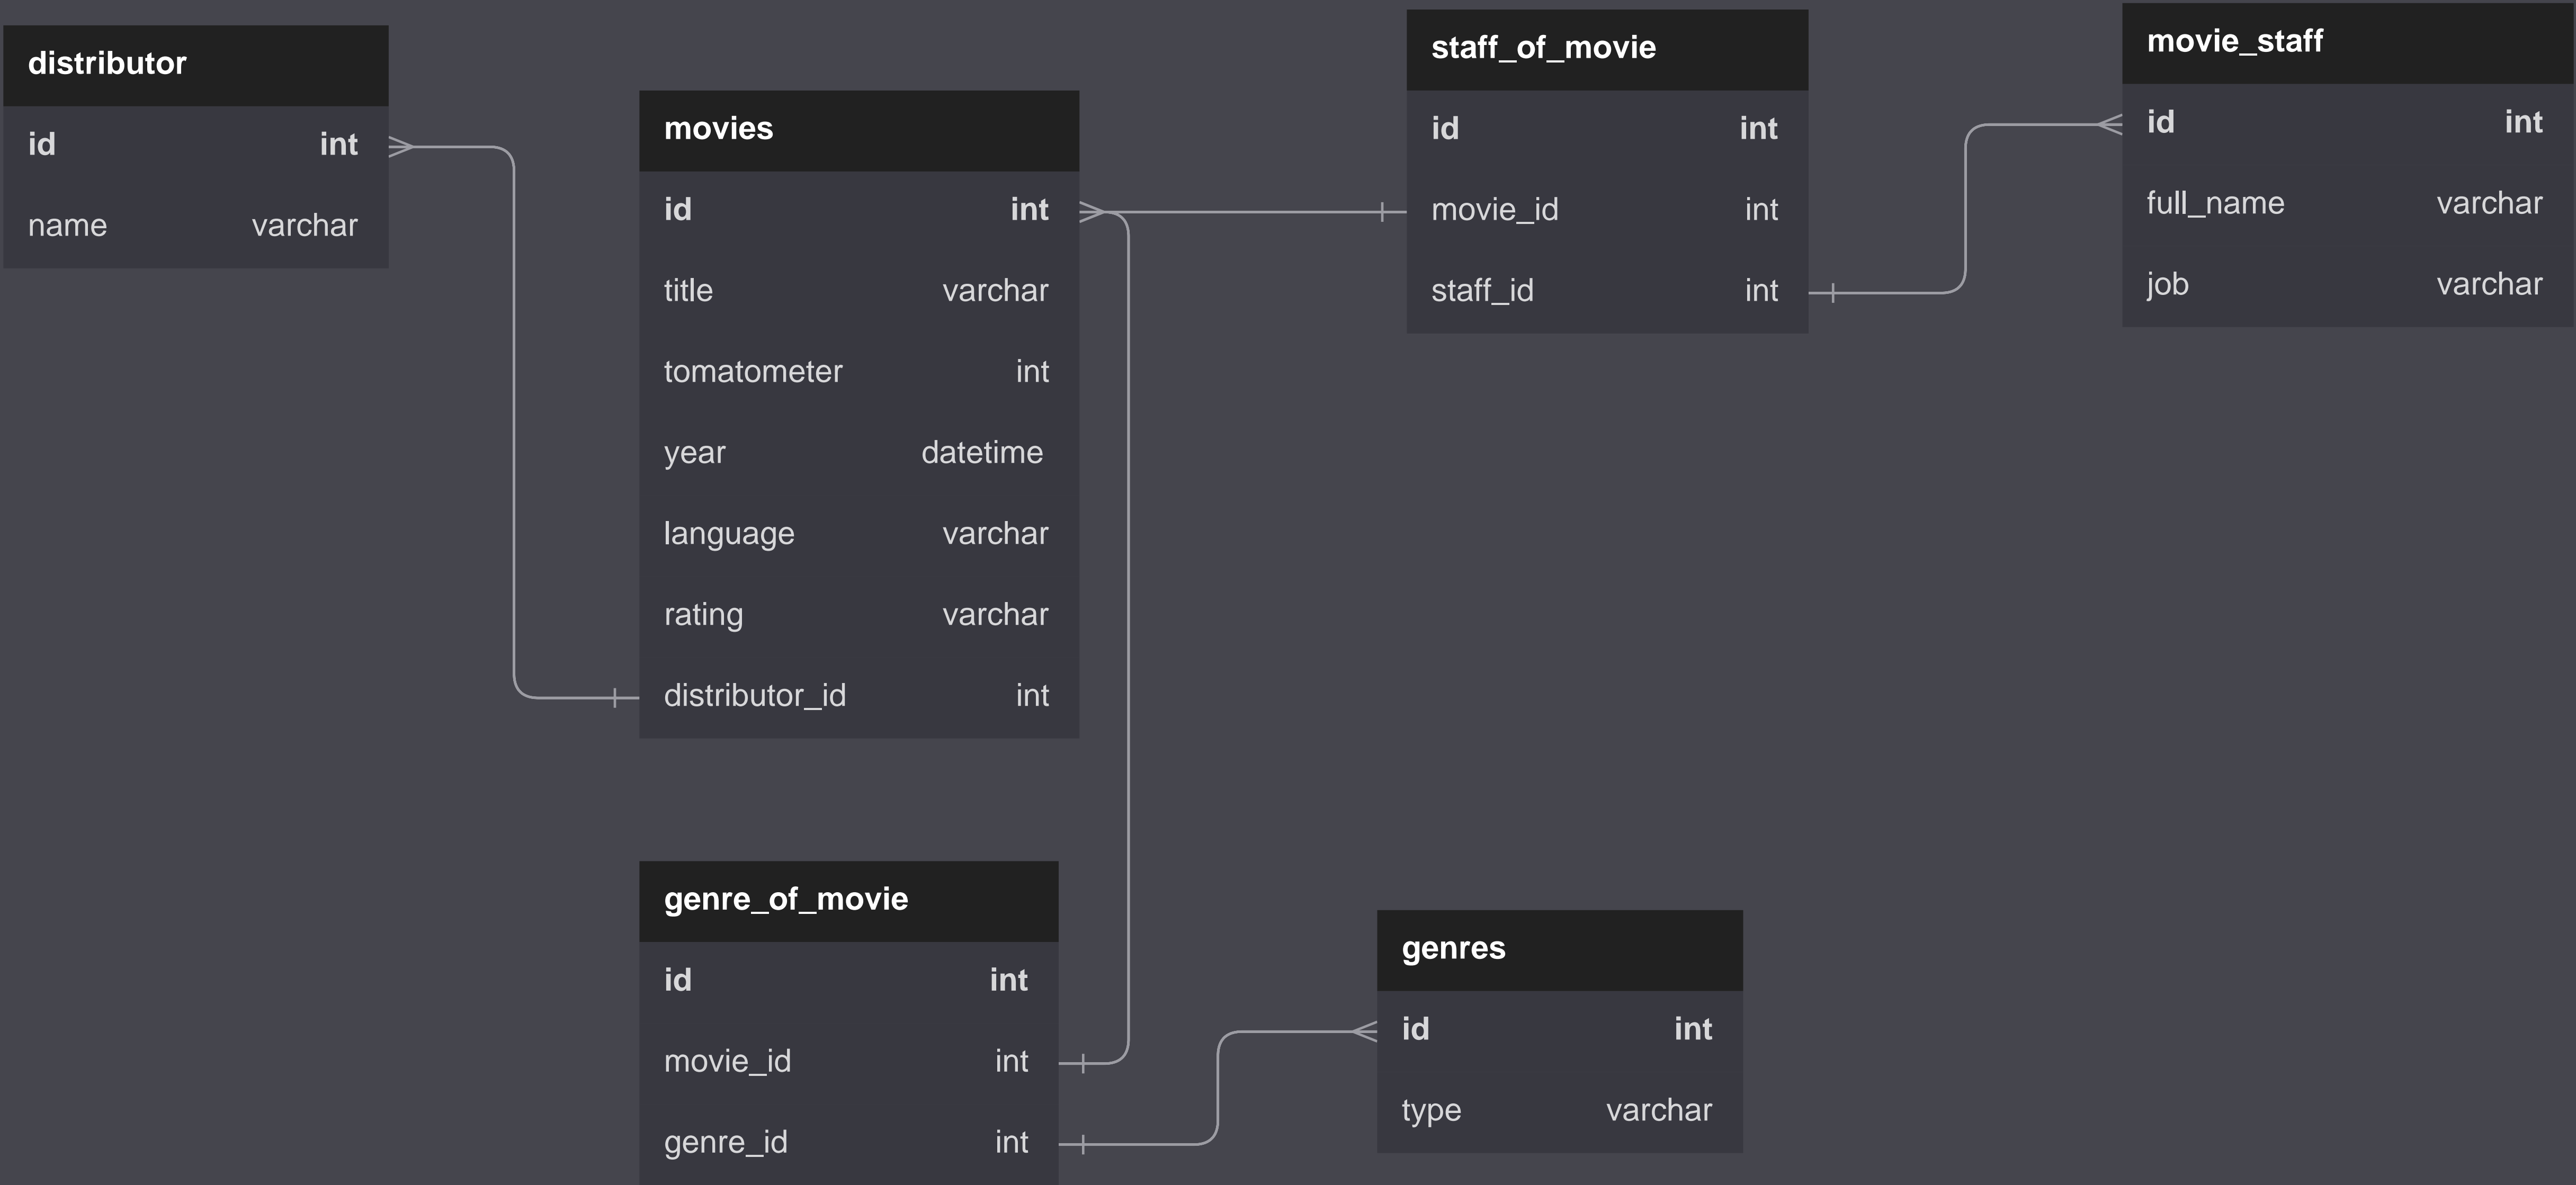 distributor
id int
name varchar
movies
id int
title varchar
tomatometer int
year datetime
language varchar
rating varchar
distributor_id int
staff_of_movie
id int
movie_id int
staff_id int
movie_staff
id int
full_name varchar
job varchar
genre_of_movie
id int
movie_id int
genre_id int
genres
id int
type varchar